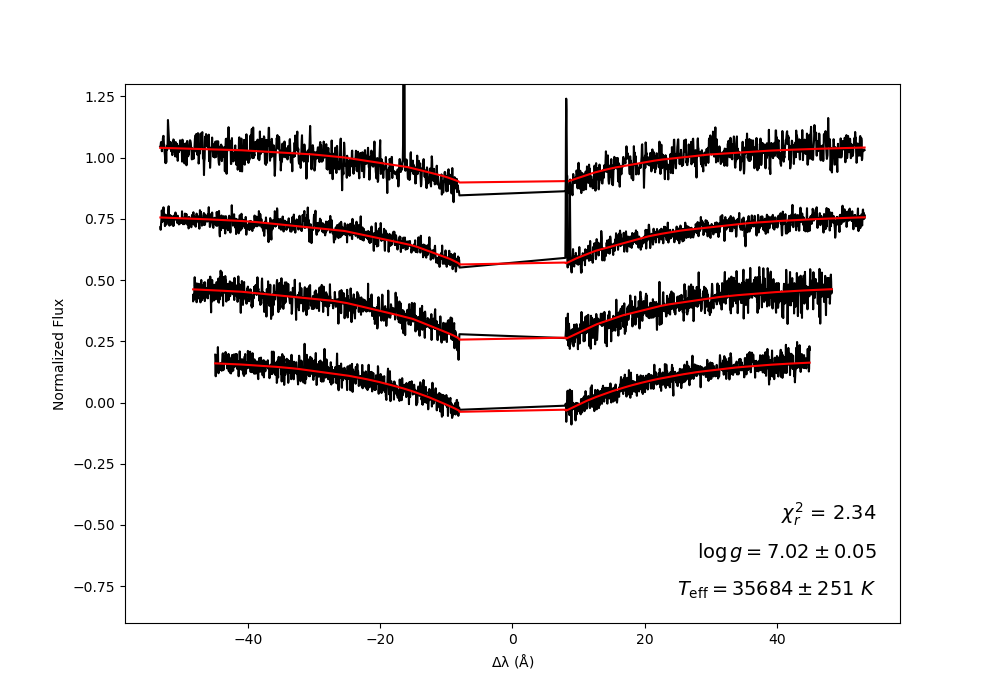 1.25
1.00
0.75
0.50
0.25
0.00
−0.25
−0.50
−0.75
Normalized Flux
χ²ᵣ = 2.34
log g = 7.02 ± 0.05
T_eff = 35684 ± 251 K
−40 −20 0 20 40
Δλ (Å)